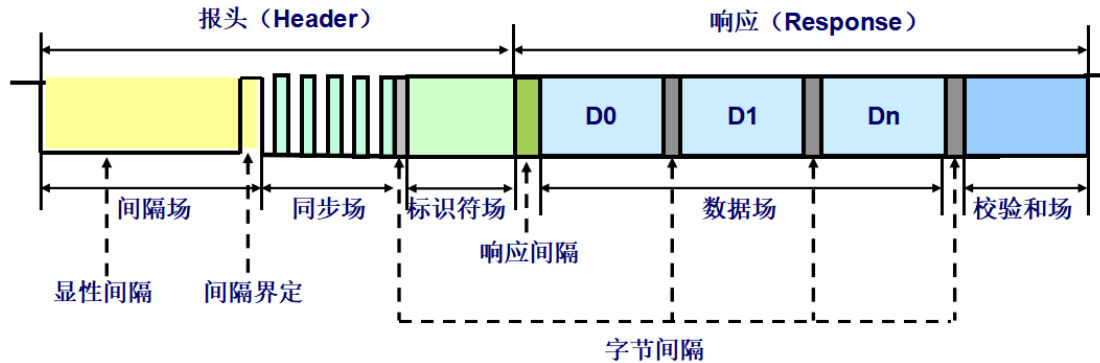 报头（Header）
响应（Response）
D0
D1
Dn
间隔场
同步场
标识符场
数据场
校验和场
响应间隔
显性间隔
间隔界定
字节间隔